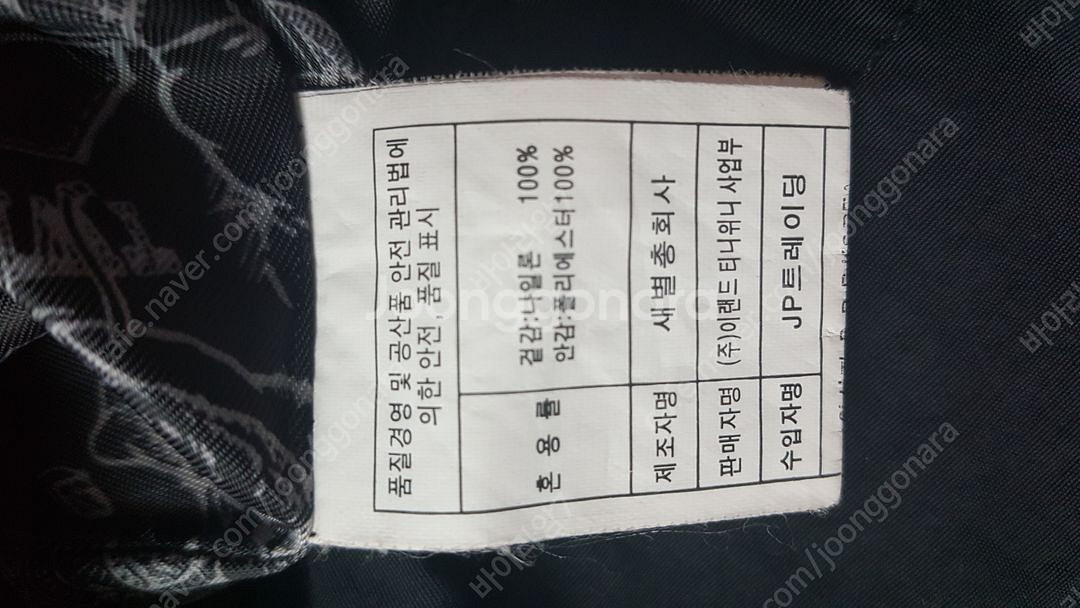 품질경영 및 공산품 안전 관리법에
의한 안전, 품질 표시
혼 용 률
겉감:나일론 100%
안감:폴리에스터100%
제조자명 새별총회사
판매자명 (주)이랜드 티니위니 사업부
수입자명 JP트레이딩
joonggonara